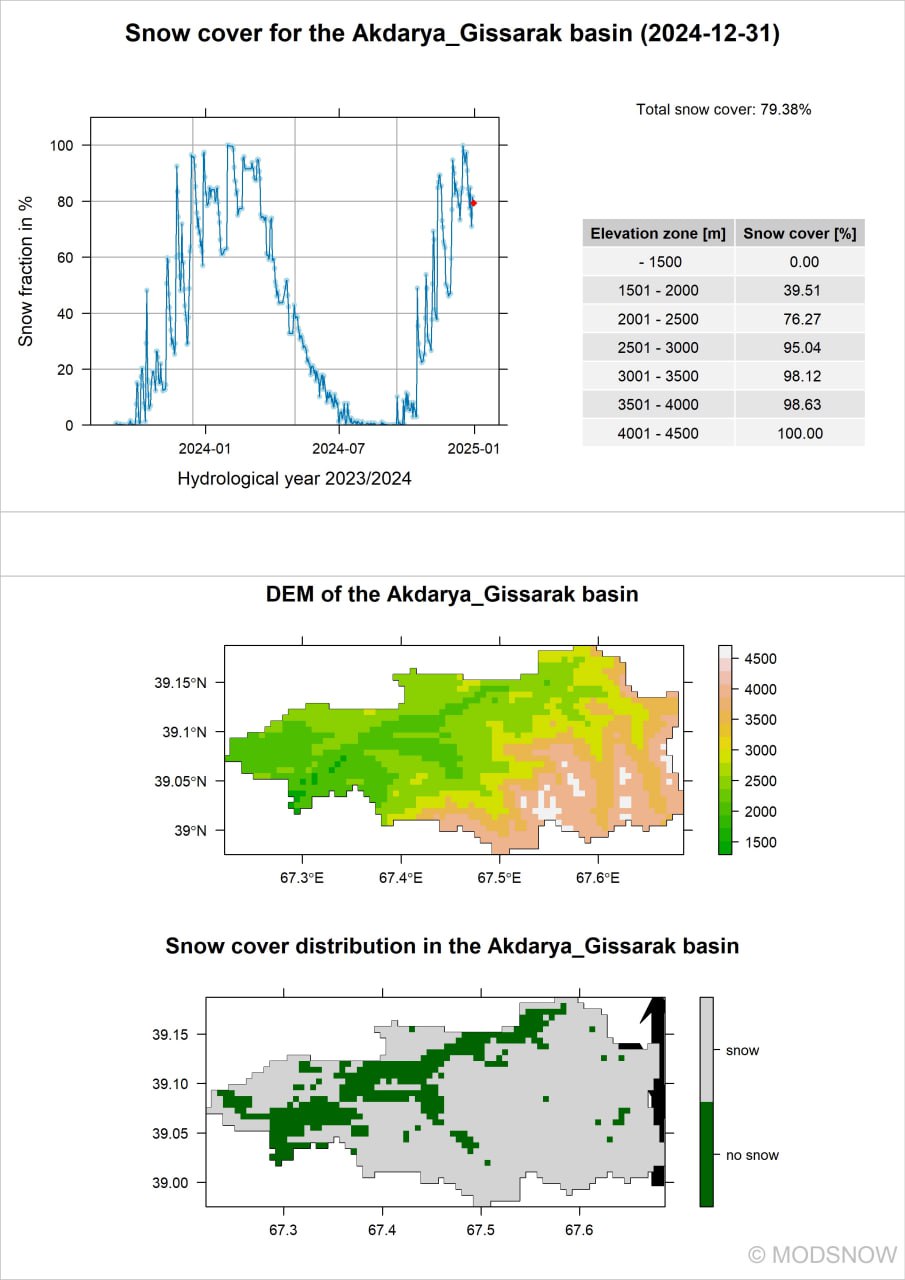 Snow cover for the Akdarya_Gissarak basin (2024-12-31)
Total snow cover: 79.38%
Snow fraction in %
100
80
60
40
20
0
2024-01 2024-07 2025-01
Hydrological year 2023/2024
Elevation zone [m] Snow cover [%]
- 1500 0.00
1501 - 2000 39.51
2001 - 2500 76.27
2501 - 3000 95.04
3001 - 3500 98.12
3501 - 4000 98.63
4001 - 4500 100.00
DEM of the Akdarya_Gissarak basin
39.15°N
39.1°N
39.05°N
39°N
67.3°E 67.4°E 67.5°E 67.6°E
4500
4000
3500
3000
2500
2000
1500
Snow cover distribution in the Akdarya_Gissarak basin
39.15
39.10
39.05
39.00
67.3 67.4 67.5 67.6
snow
no snow
© MODSNOW